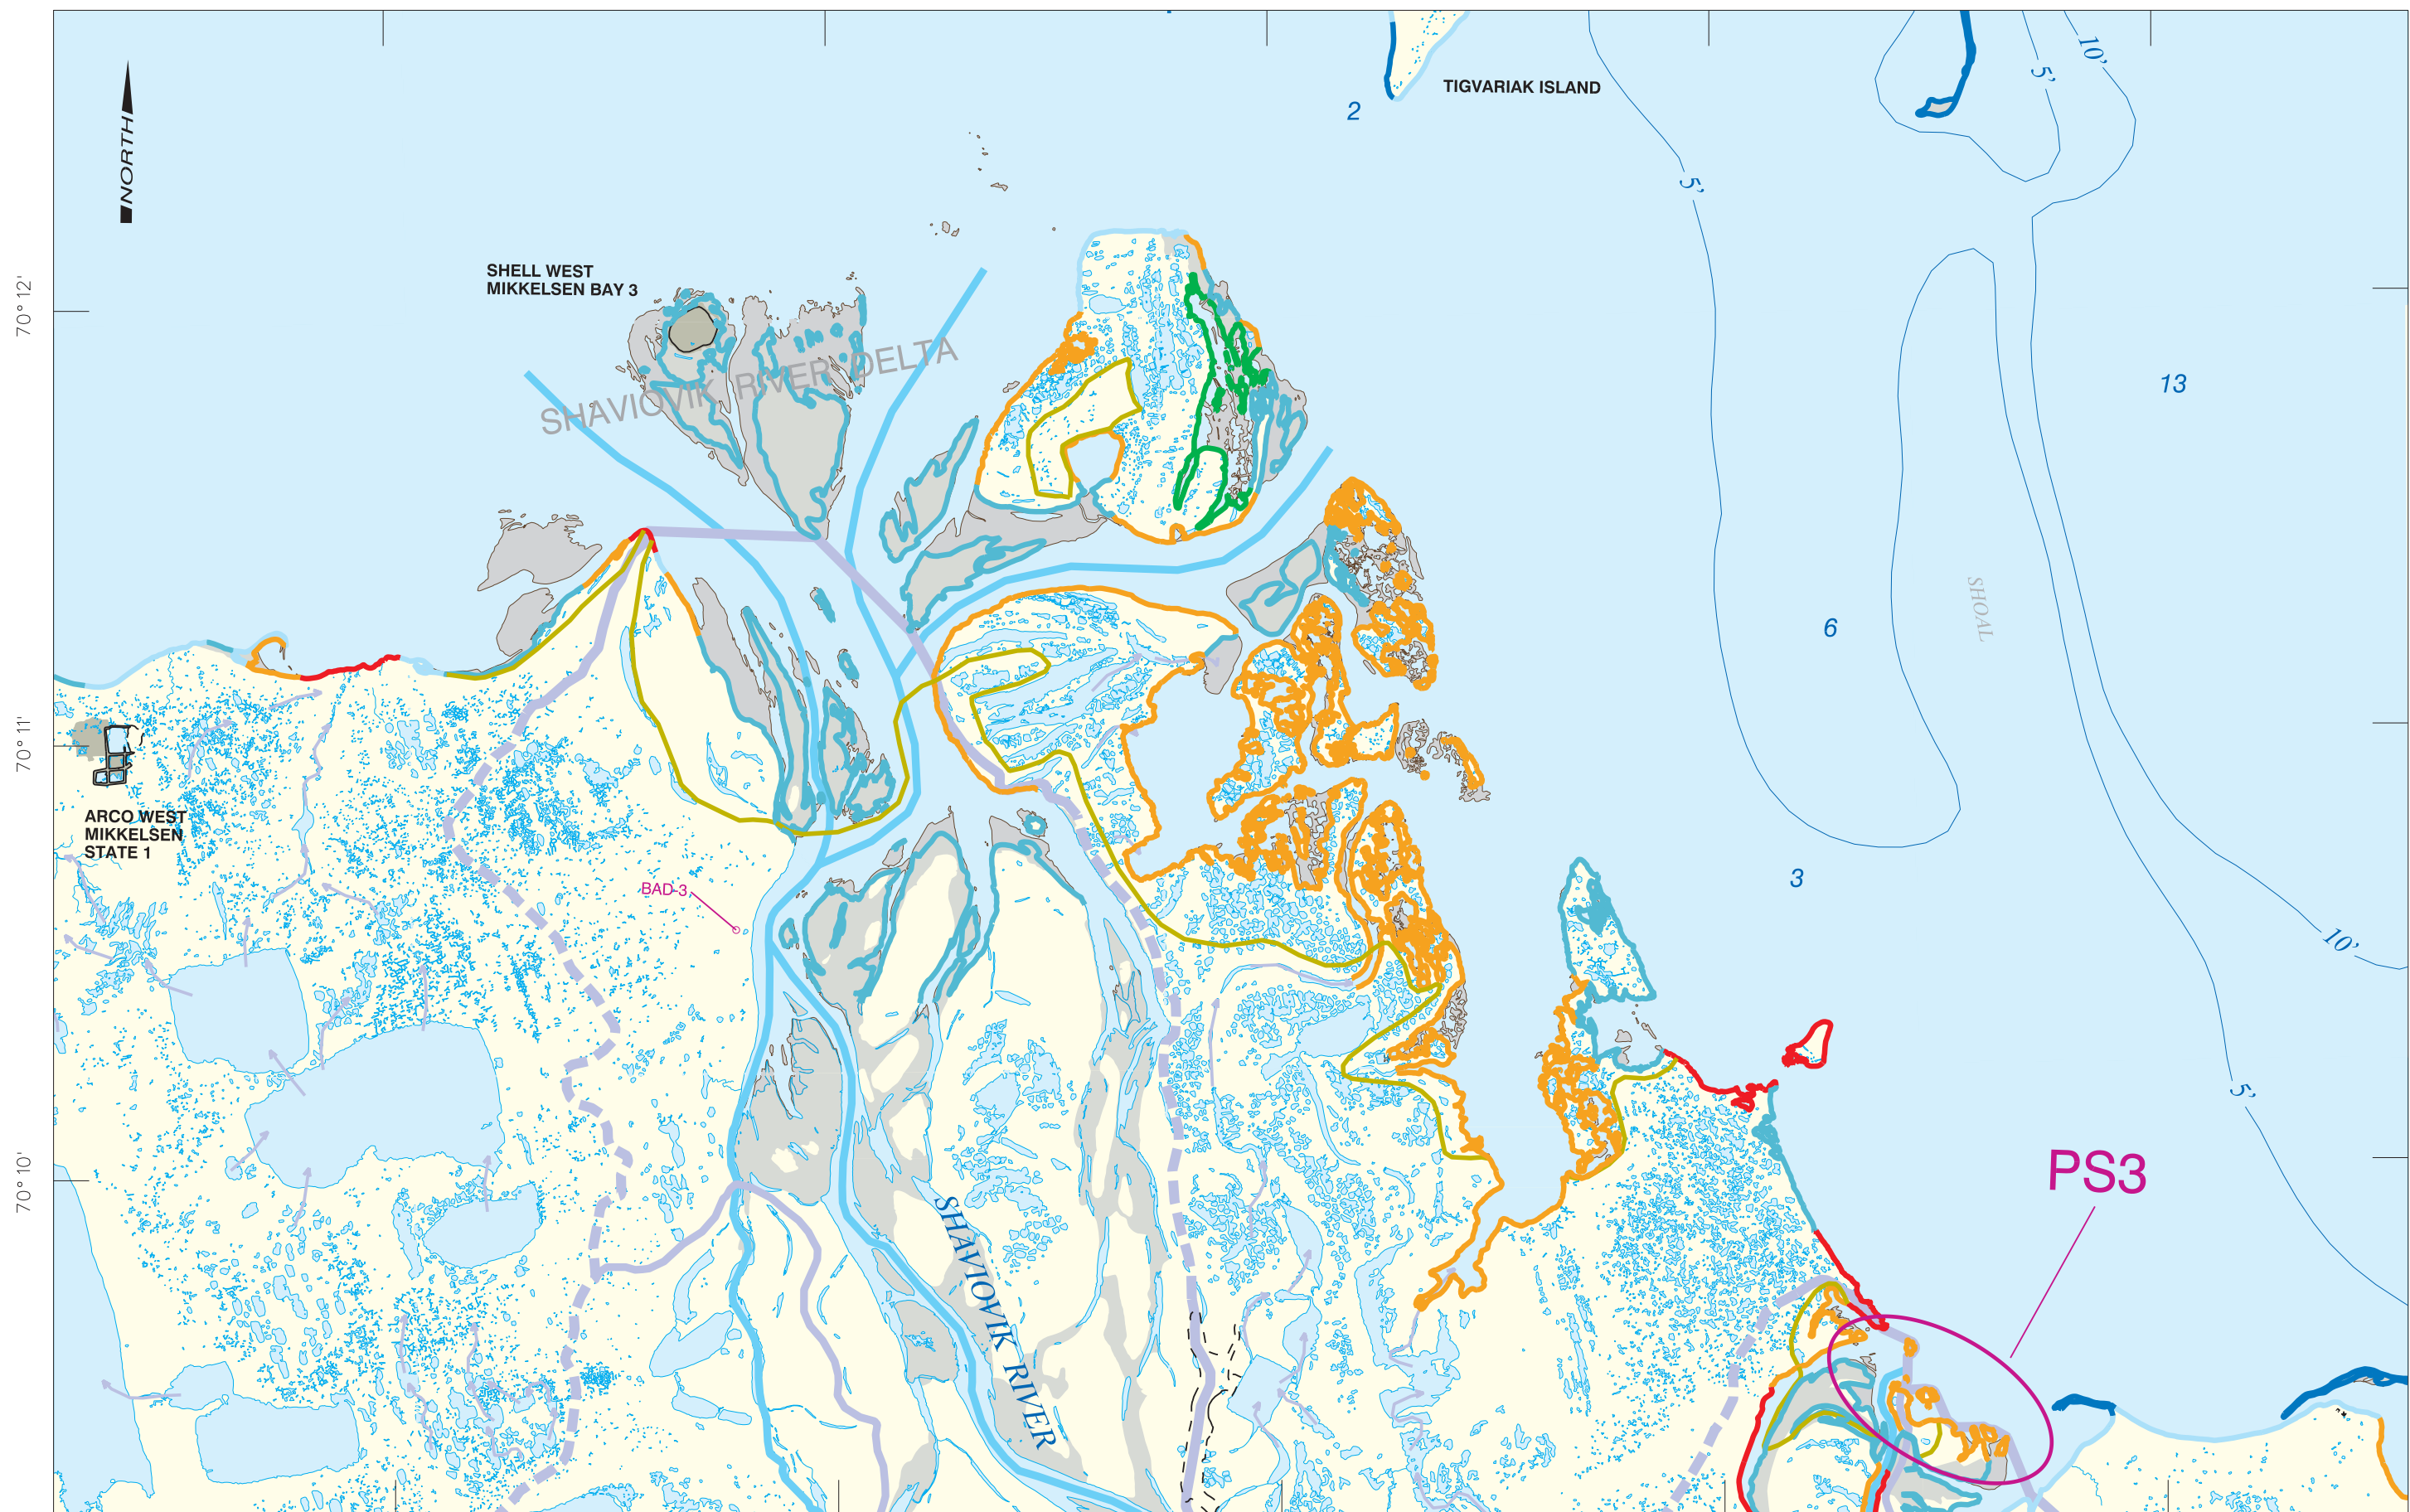 10'
5'
TIGVARIAK ISLAND
2
NORTH
5'
SHELL WEST
MIKKELSEN BAY 3
70° 12'
SHAVIOVIK RIVER DELTA
13
SHOAL
6
70° 11'
ARCO WEST
MIKKELSEN
STATE 1
3
BAD-3
10'
5'
70° 10'
PS3
SHAVIOVIK RIVER